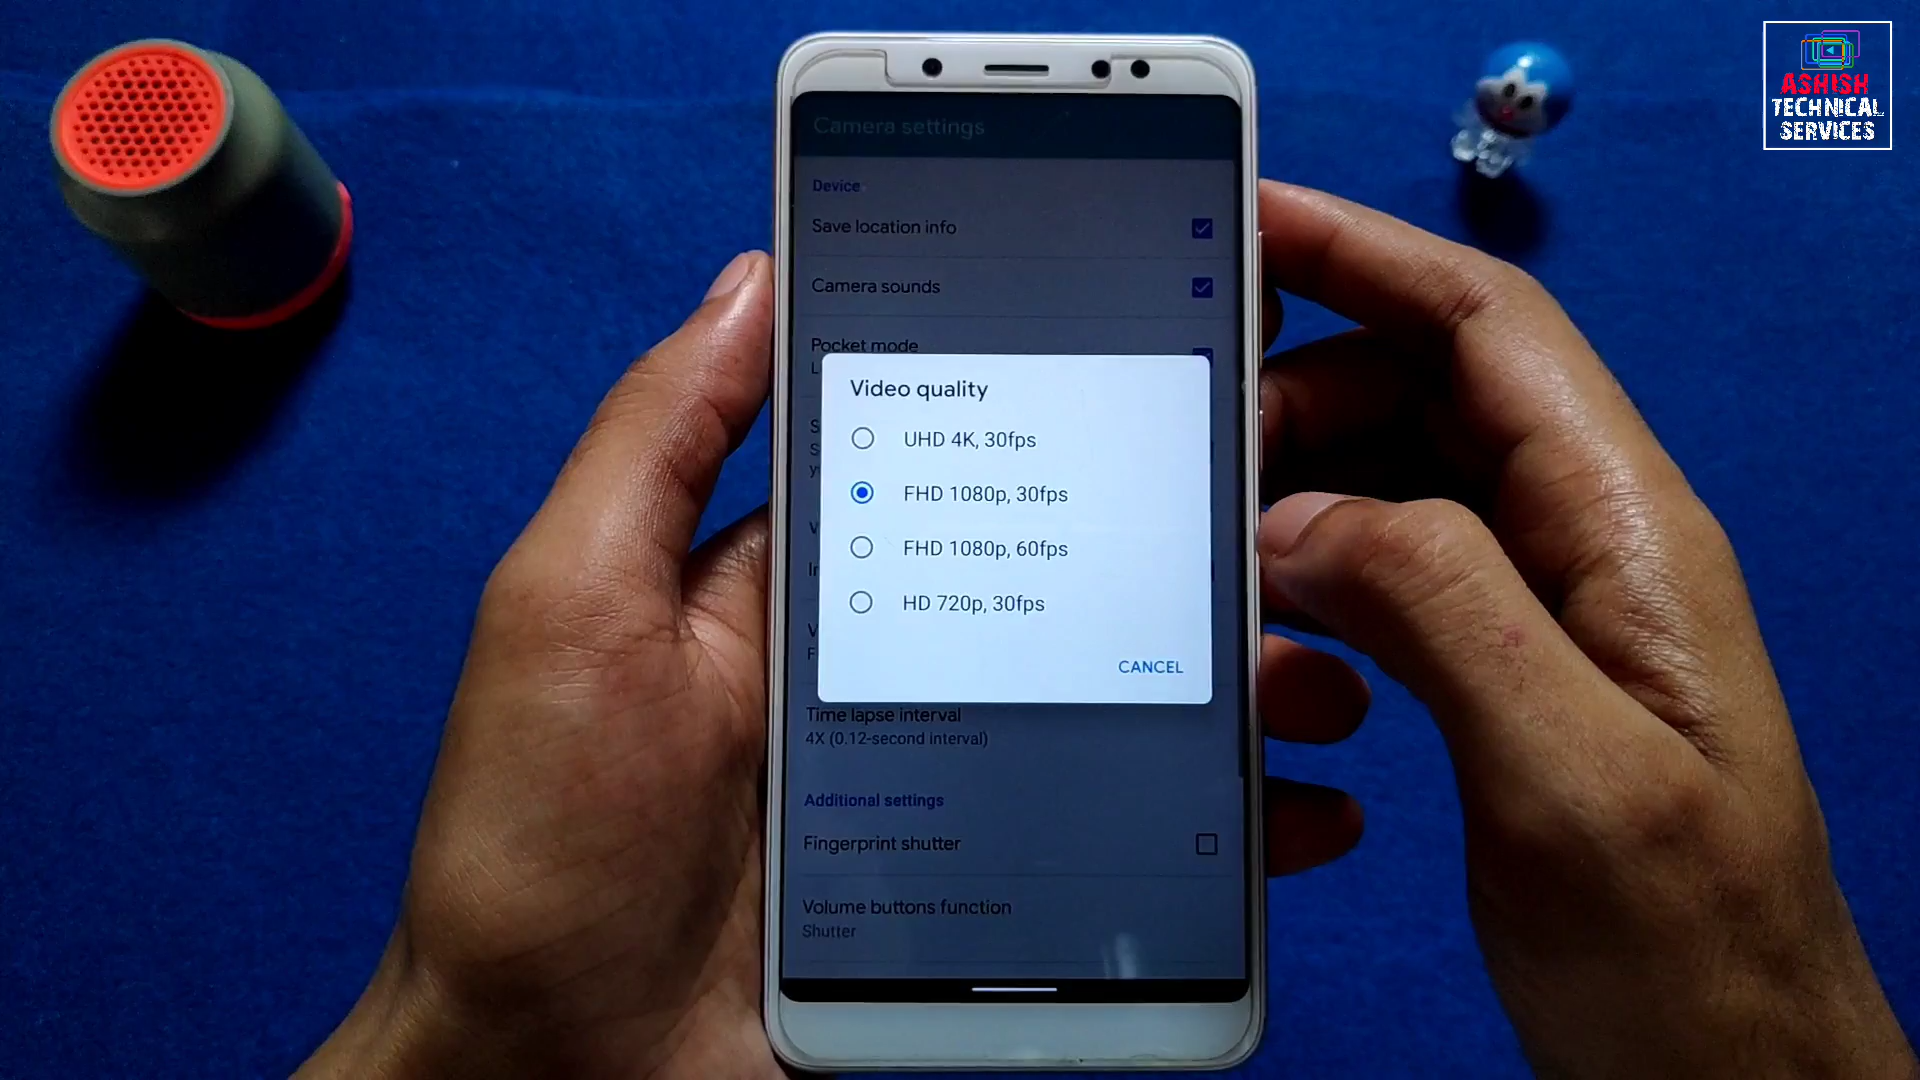 ASHISH
TECHNICAL
SERVICES
Camera settings
Device
Save location info
Camera sounds
Pocket mode
Video quality
UHD 4K, 30fps
FHD 1080p, 30fps
FHD 1080p, 60fps
HD 720p, 30fps
CANCEL
Time lapse interval
4X (0.12-second interval)
Additional settings
Fingerprint shutter
Volume buttons function
Shutter